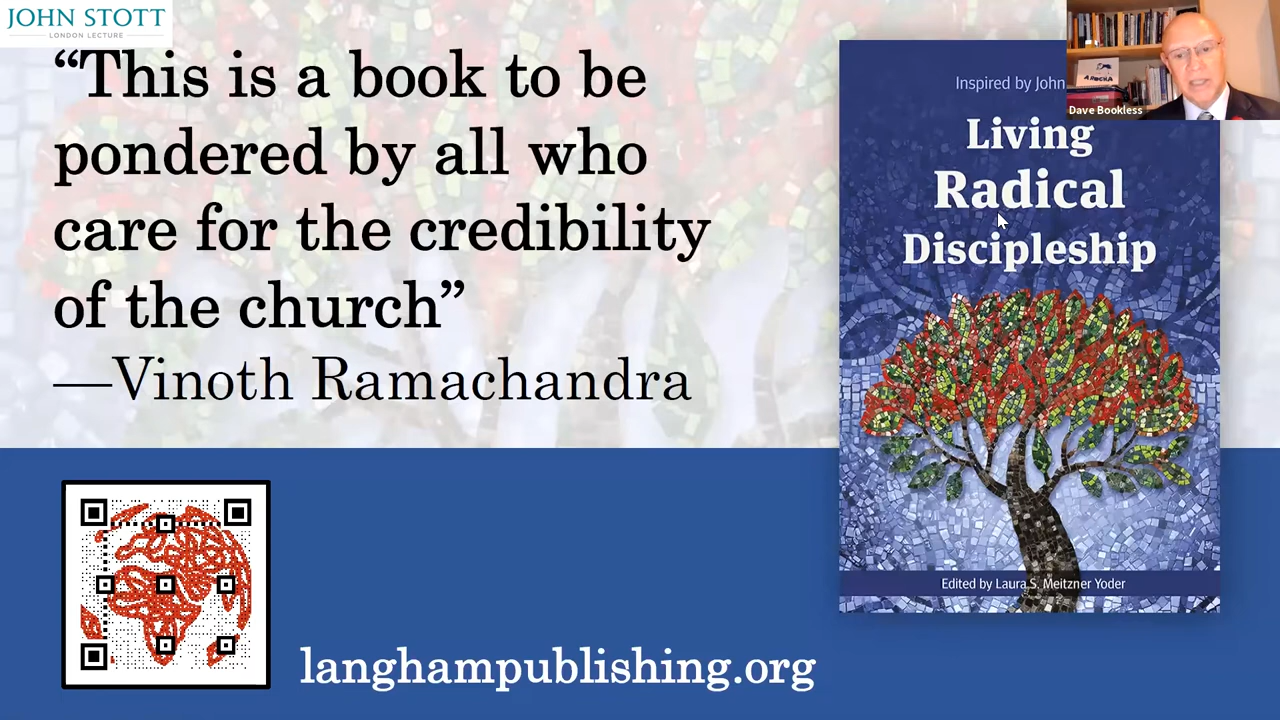 JOHN STOTT
LONDON LECTURE
“This is a book to be
pondered by all who
care for the credibility
of the church”
—Vinoth Ramachandra
langhampublishing.org
Inspired by John
Living
Radical
Discipleship
Edited by Laura S. Meitzner Yoder
A ROCHA
Dave Bookless